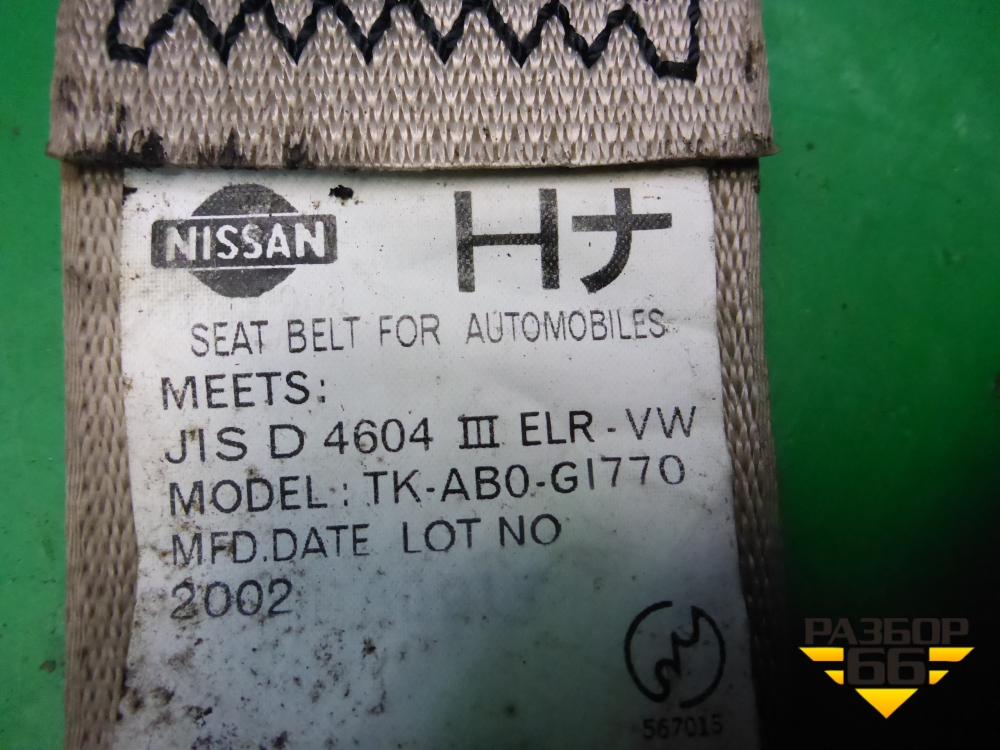 NISSAN
Hナ
SEAT BELT FOR AUTOMOBILES
MEETS:
JIS D 4604 III ELR-VW
MODEL: TK-AB0-G1770
MFD.DATE LOT NO
2002
567015
РАЗБОР
66